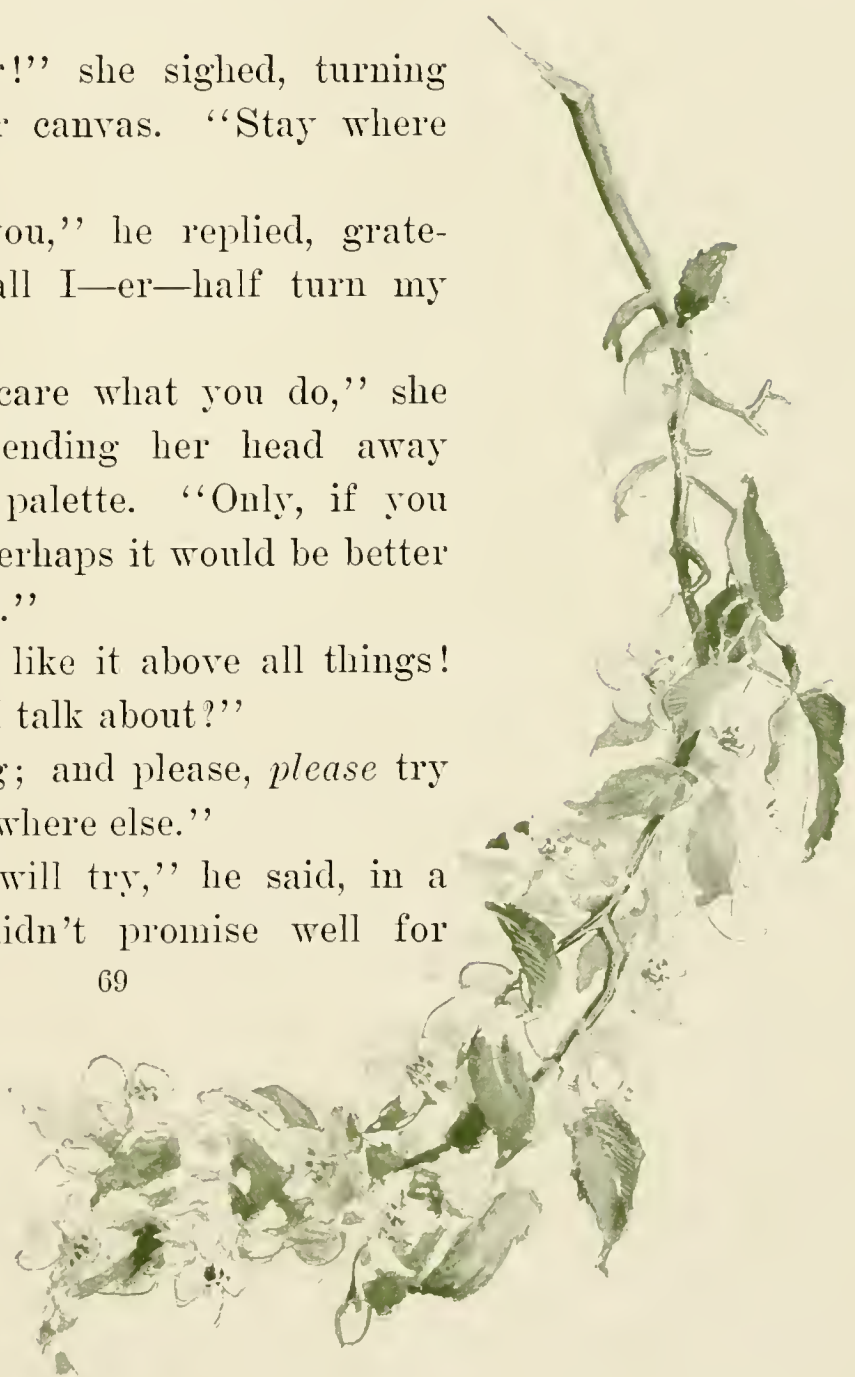 !” she sighed, turning
canvas. “Stay where
ou,” he replied, grate-
all I—er—half turn my
care what you do,” she
ending her head away
palette. “Only, if you
erhaps it would be better
.”
like it above all things!
talk about?”
; and please, please try
where else.”
will try,” he said, in a
idn’t promise well for
69